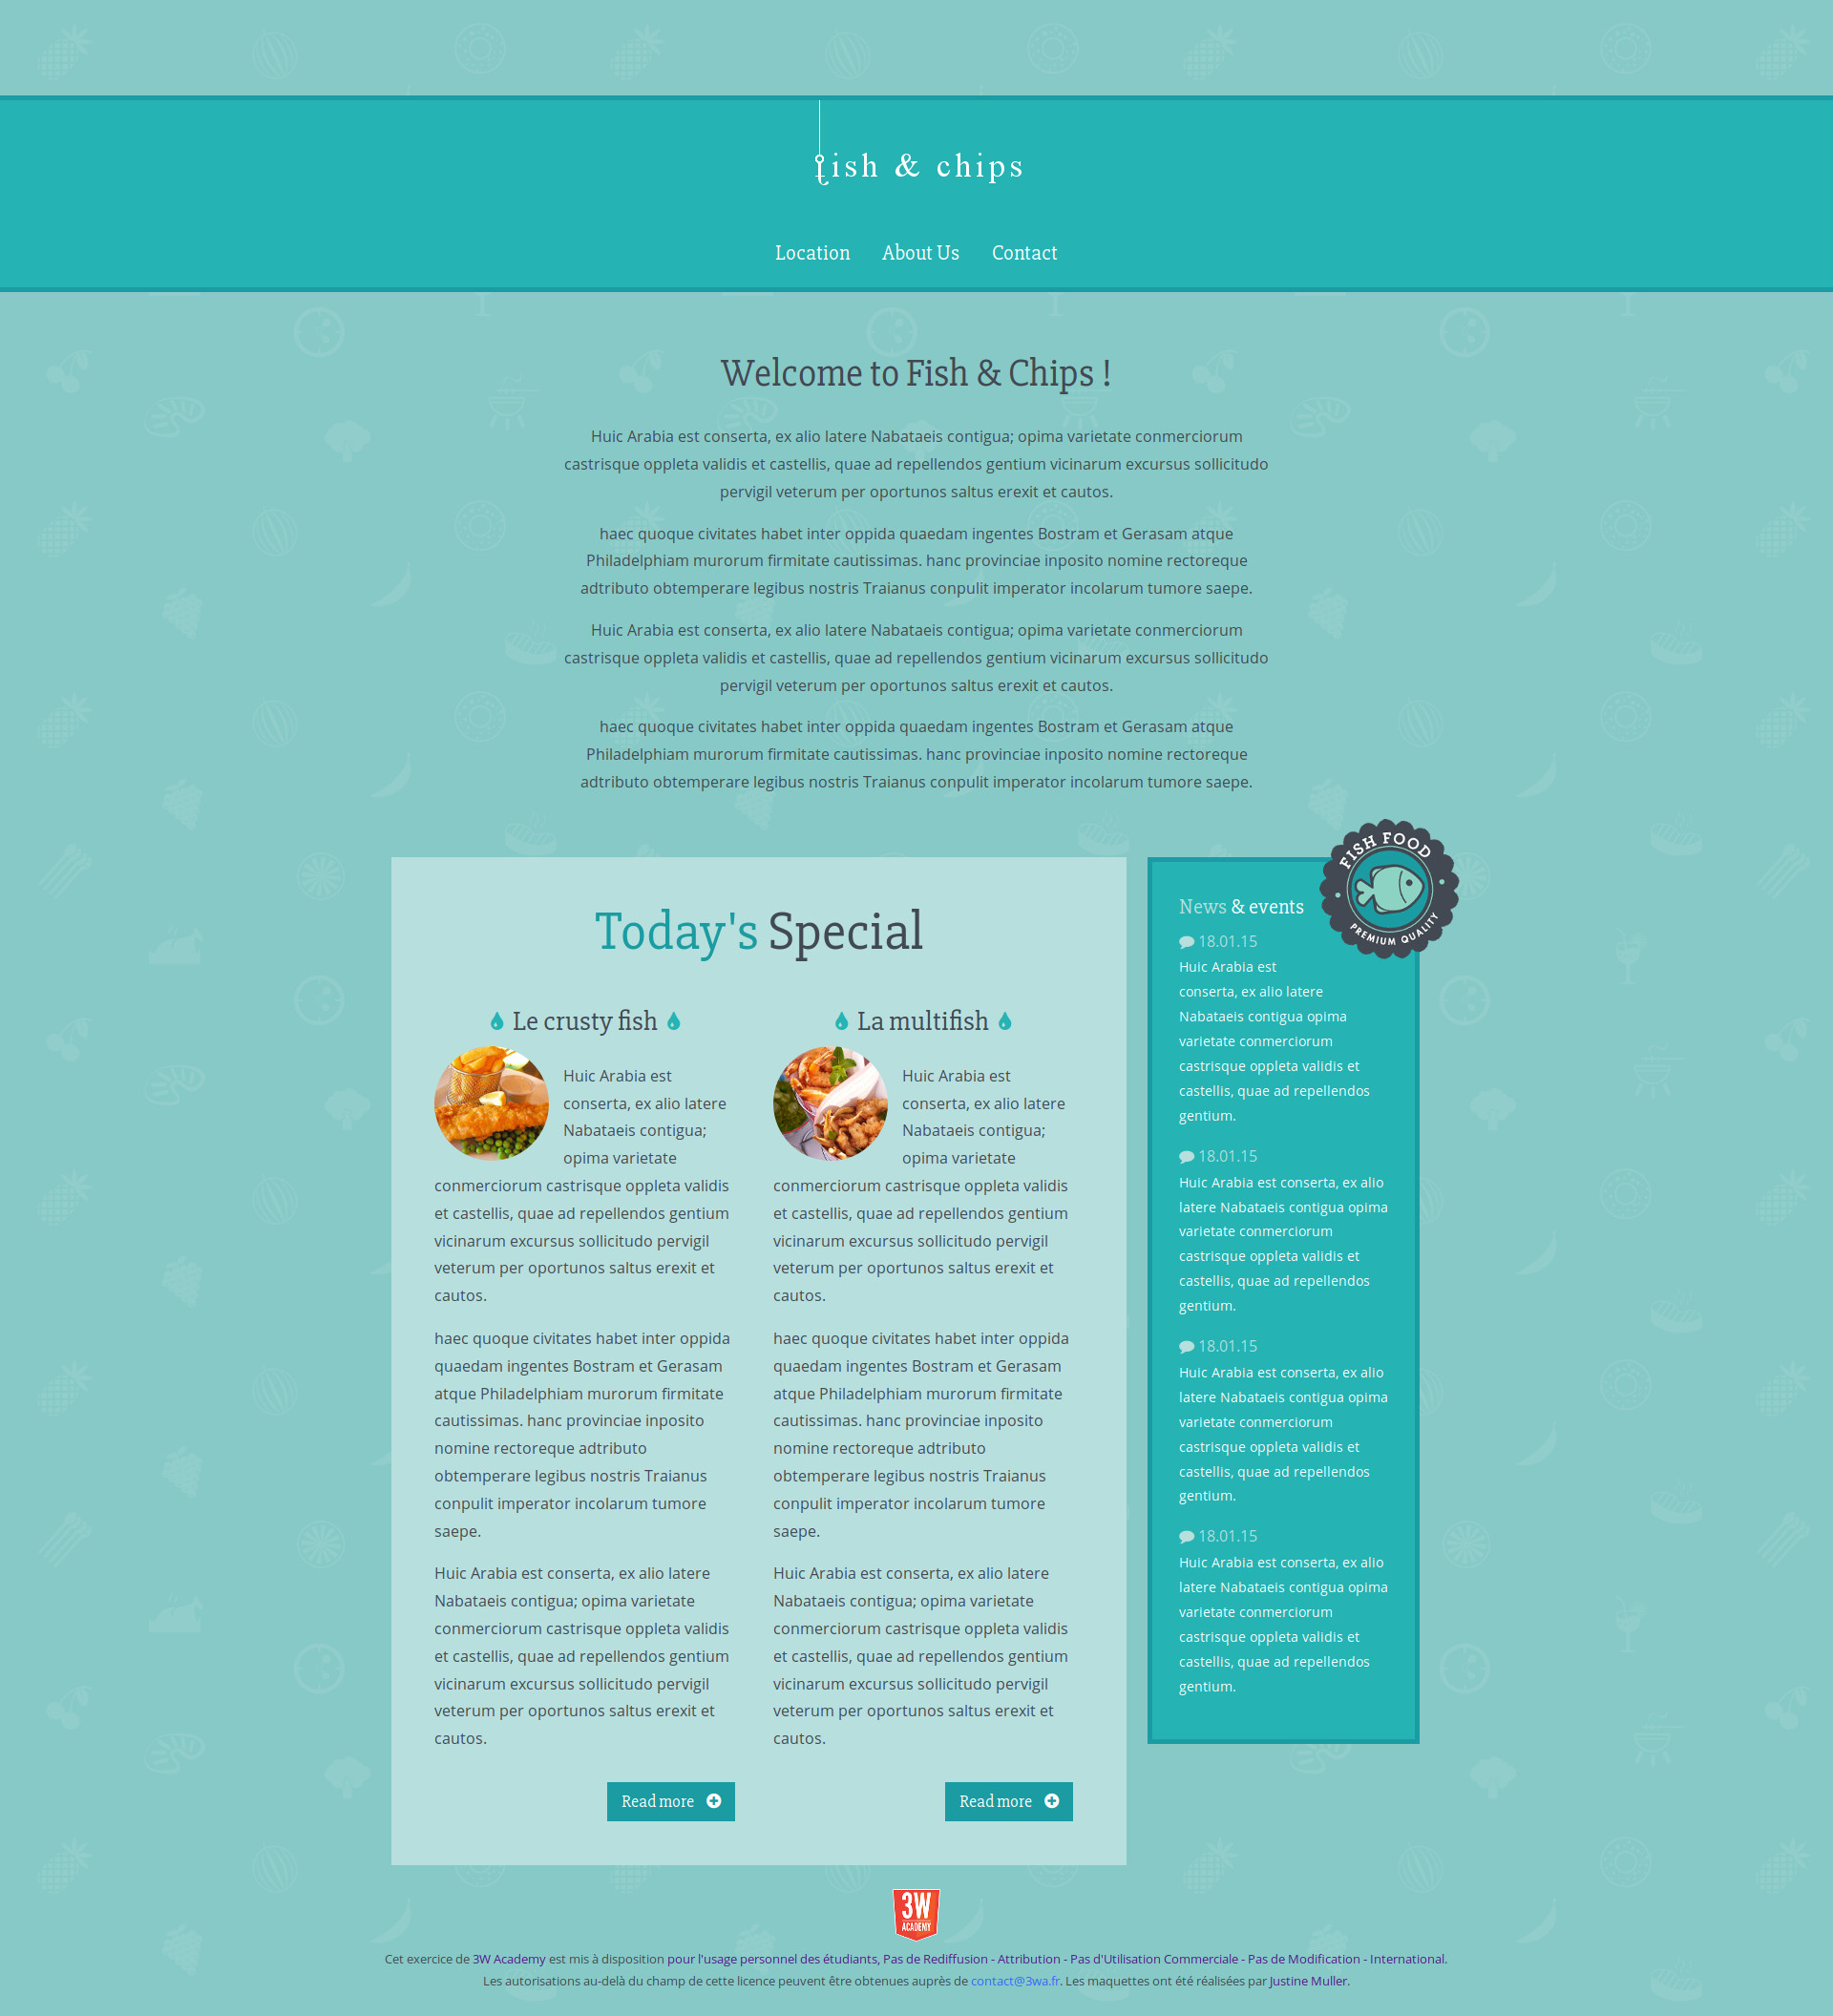 fish & chips
Location About Us Contact
Welcome to Fish & Chips !
Huic Arabia est conserta, ex alio latere Nabataeis contigua; opima varietate conmerciorum
castrisque oppleta validis et castellis, quae ad repellendos gentium vicinarum excursus sollicitudo
pervigil veterum per oportunos saltus erexit et cautos.
haec quoque civitates habet inter oppida quaedam ingentes Bostram et Gerasam atque
Philadelphiam murorum firmitate cautissimas. hanc provinciae inposito nomine rectoreque
adtributo obtemperare legibus nostris Traianus conpulit imperator incolarum tumore saepe.
Huic Arabia est conserta, ex alio latere Nabataeis contigua; opima varietate conmerciorum
castrisque oppleta validis et castellis, quae ad repellendos gentium vicinarum excursus sollicitudo
pervigil veterum per oportunos saltus erexit et cautos.
haec quoque civitates habet inter oppida quaedam ingentes Bostram et Gerasam atque
Philadelphiam murorum firmitate cautissimas. hanc provinciae inposito nomine rectoreque
adtributo obtemperare legibus nostris Traianus conpulit imperator incolarum tumore saepe.
Today's Special
Le crusty fish
Huic Arabia est
conserta, ex alio latere
Nabataeis contigua;
opima varietate
conmerciorum castrisque oppleta validis
et castellis, quae ad repellendos gentium
vicinarum excursus sollicitudo pervigil
veterum per oportunos saltus erexit et
cautos.
haec quoque civitates habet inter oppida
quaedam ingentes Bostram et Gerasam
atque Philadelphiam murorum firmitate
cautissimas. hanc provinciae inposito
nomine rectoreque adtributo
obtemperare legibus nostris Traianus
conpulit imperator incolarum tumore
saepe.
Huic Arabia est conserta, ex alio latere
Nabataeis contigua; opima varietate
conmerciorum castrisque oppleta validis
et castellis, quae ad repellendos gentium
vicinarum excursus sollicitudo pervigil
veterum per oportunos saltus erexit et
cautos.
Read more
La multifish
Huic Arabia est
conserta, ex alio latere
Nabataeis contigua;
opima varietate
conmerciorum castrisque oppleta validis
et castellis, quae ad repellendos gentium
vicinarum excursus sollicitudo pervigil
veterum per oportunos saltus erexit et
cautos.
haec quoque civitates habet inter oppida
quaedam ingentes Bostram et Gerasam
atque Philadelphiam murorum firmitate
cautissimas. hanc provinciae inposito
nomine rectoreque adtributo
obtemperare legibus nostris Traianus
conpulit imperator incolarum tumore
saepe.
Huic Arabia est conserta, ex alio latere
Nabataeis contigua; opima varietate
conmerciorum castrisque oppleta validis
et castellis, quae ad repellendos gentium
vicinarum excursus sollicitudo pervigil
veterum per oportunos saltus erexit et
cautos.
Read more
FISH FOOD
PREMIUM QUALITY
News & events
18.01.15
Huic Arabia est
conserta, ex alio latere
Nabataeis contigua opima
varietate conmerciorum
castrisque oppleta validis et
castellis, quae ad repellendos
gentium.
18.01.15
Huic Arabia est conserta, ex alio
latere Nabataeis contigua opima
varietate conmerciorum
castrisque oppleta validis et
castellis, quae ad repellendos
gentium.
18.01.15
Huic Arabia est conserta, ex alio
latere Nabataeis contigua opima
varietate conmerciorum
castrisque oppleta validis et
castellis, quae ad repellendos
gentium.
18.01.15
Huic Arabia est conserta, ex alio
latere Nabataeis contigua opima
varietate conmerciorum
castrisque oppleta validis et
castellis, quae ad repellendos
gentium.
3W
ACADEMY
Cet exercice de 3W Academy est mis à disposition pour l'usage personnel des étudiants, Pas de Rediffusion - Attribution - Pas d'Utilisation Commerciale - Pas de Modification - International.
Les autorisations au-delà du champ de cette licence peuvent être obtenues auprès de contact@3wa.fr. Les maquettes ont été réalisées par Justine Muller.